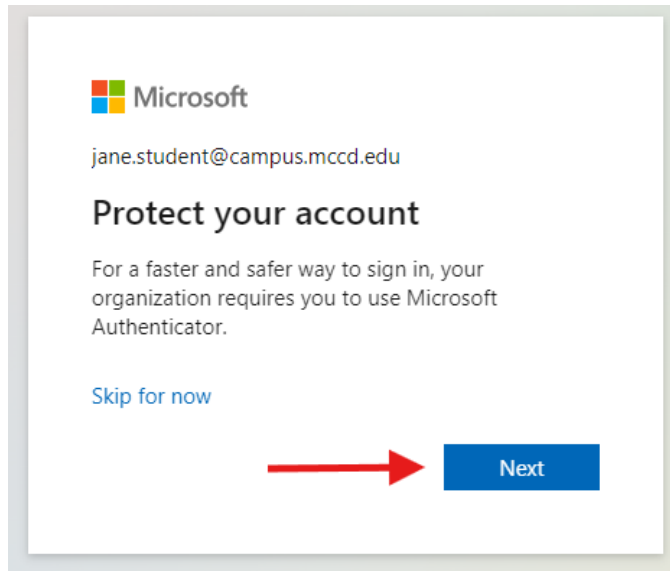 Microsoft
jane.student@campus.mccd.edu
Protect your account
For a faster and safer way to sign in, your
organization requires you to use Microsoft
Authenticator.
Skip for now
Next